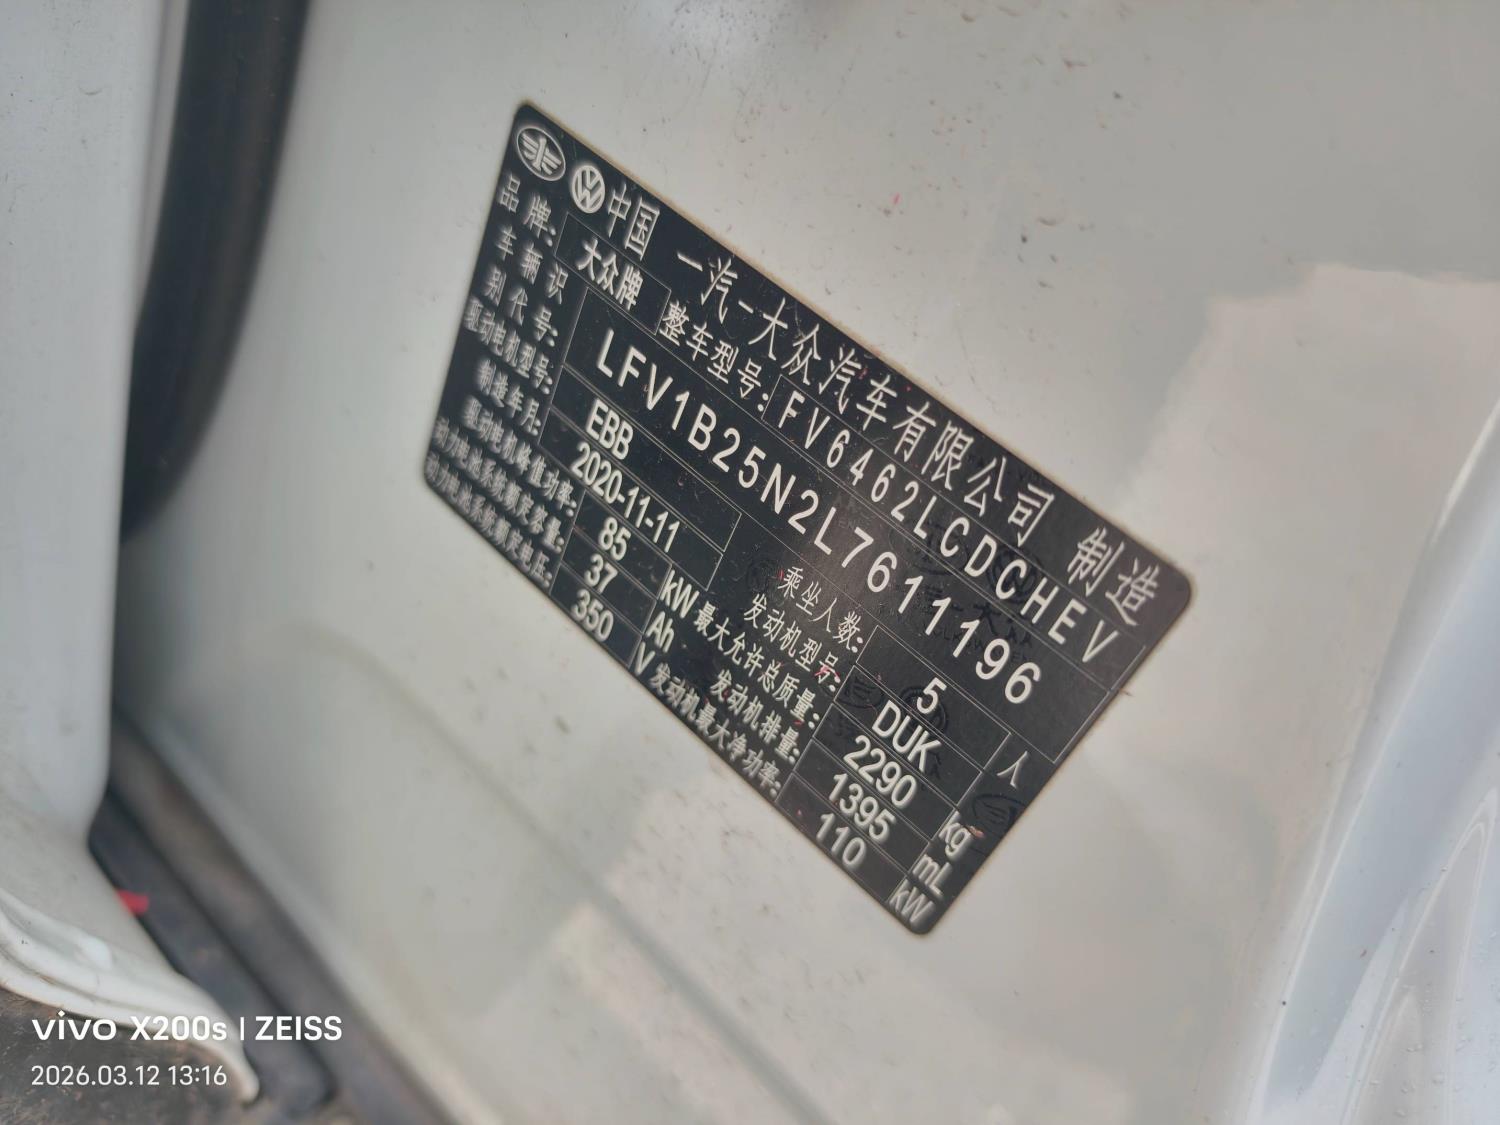 中国 一汽-大众汽车有限公司 制造
品牌: 大众牌 整车型号: FV6462LCDCHEV
车辆识别代号: LFV1B25N2L7611196
驱动电机型号: EBB 乘坐人数: 5 人
制造年月: 2020-11-11 发动机型号: DUK
驱动电机峰值功率: 85 kW 最大允许总质量: 2290 kg
动力电池系统额定容量: 37 Ah 发动机排量: 1395 mL
动力电池系统额定电压: 350 V 发动机最大净功率: 110 kW
vivo X200s | ZEISS
2026.03.12 13:16